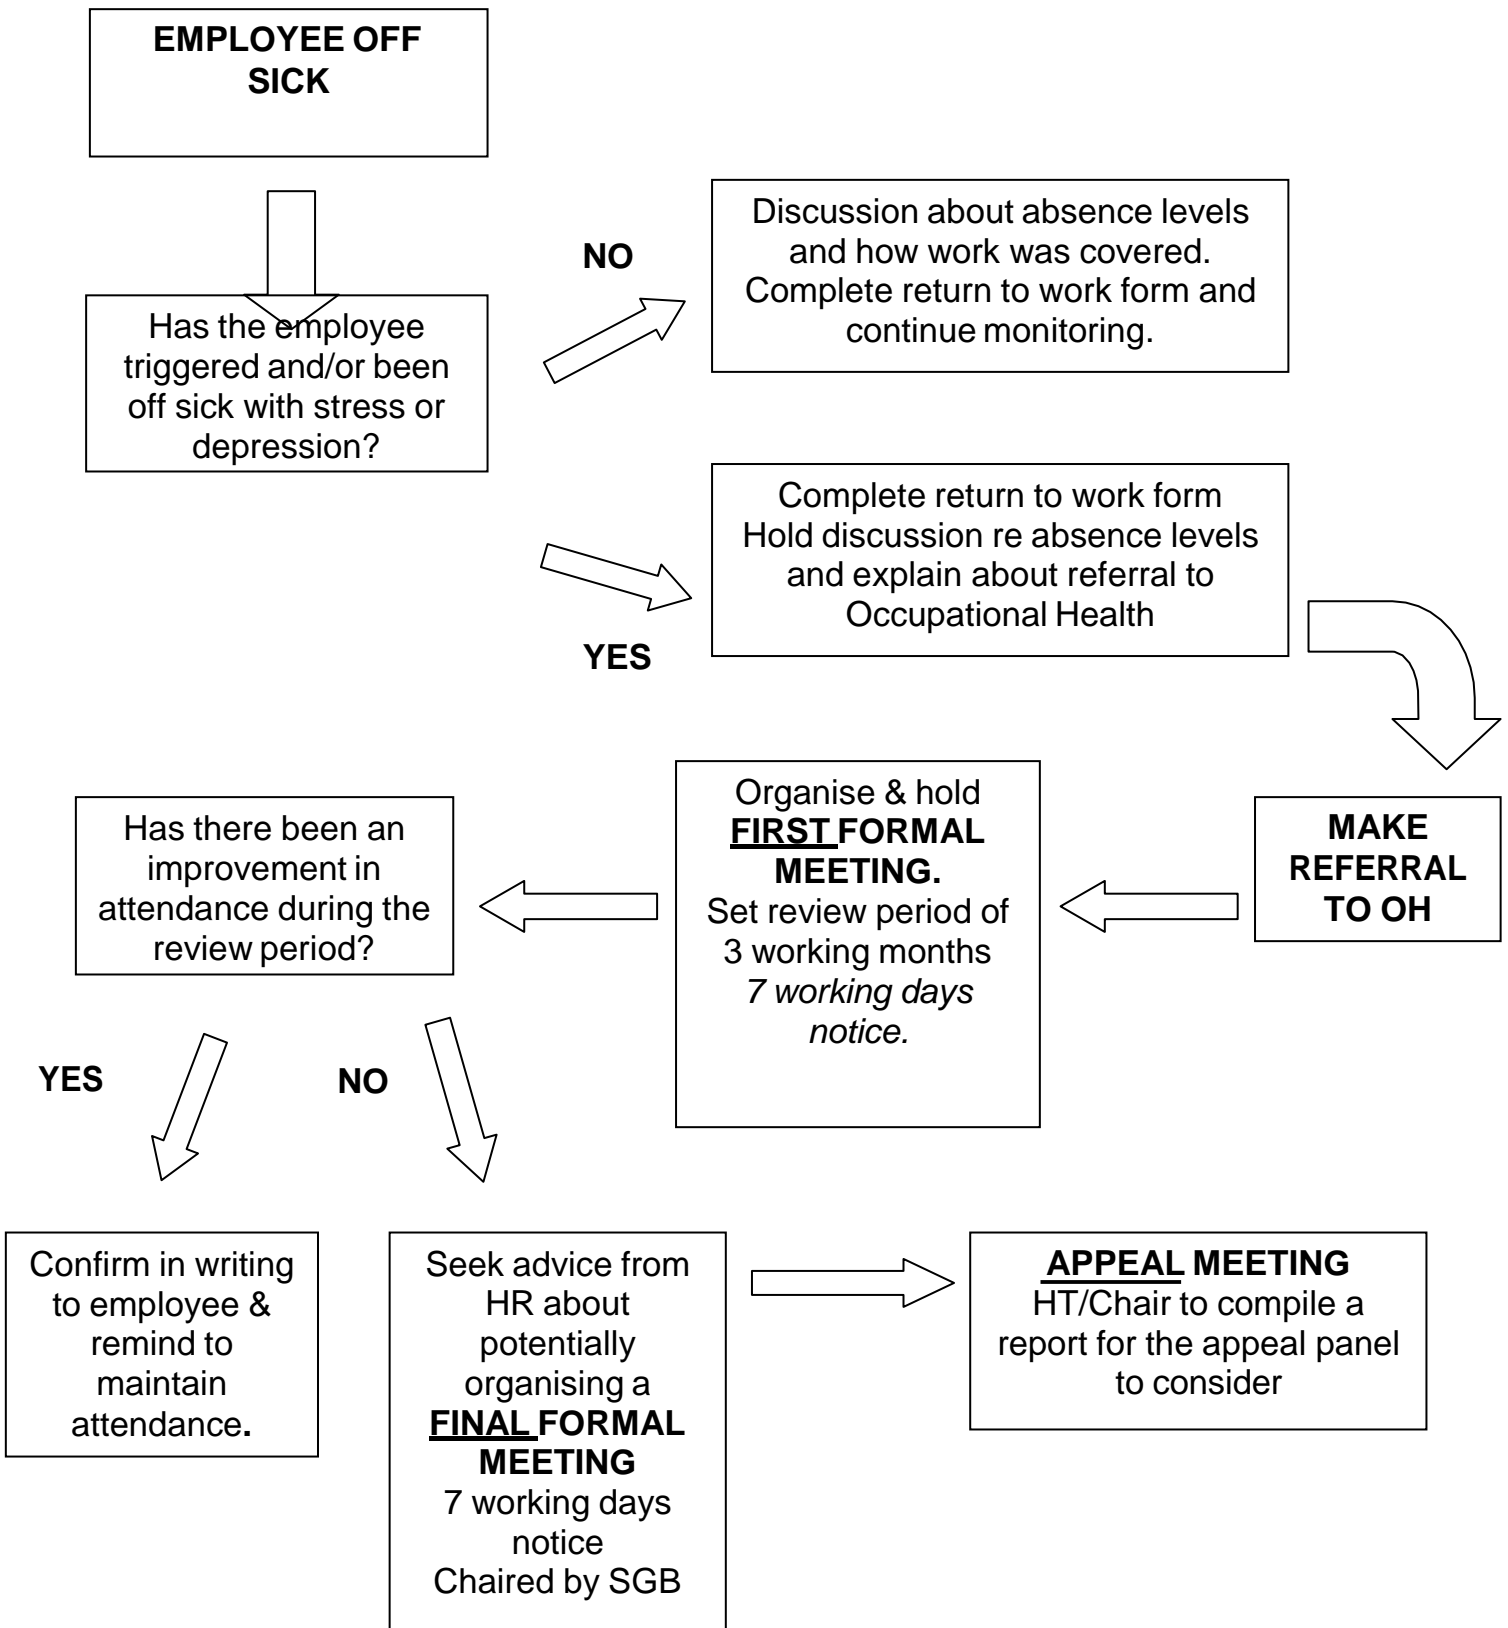 EMPLOYEE OFF
SICK
NO
Discussion about absence levels
and how work was covered.
Complete return to work form and
continue monitoring.
Has the employee
triggered and/or been
off sick with stress or
depression?
Complete return to work form
Hold discussion re absence levels
and explain about referral to
Occupational Health
YES
MAKE
REFERRAL
TO OH
Organise & hold
FIRST FORMAL
MEETING.
Set review period of
3 working months
7 working days
notice.
Has there been an
improvement in
attendance during the
review period?
YES
NO
Confirm in writing
to employee &
remind to
maintain
attendance.
Seek advice from
HR about
potentially
organising a
FINAL FORMAL
MEETING
7 working days
notice
Chaired by SGB
APPEAL MEETING
HT/Chair to compile a
report for the appeal panel
to consider